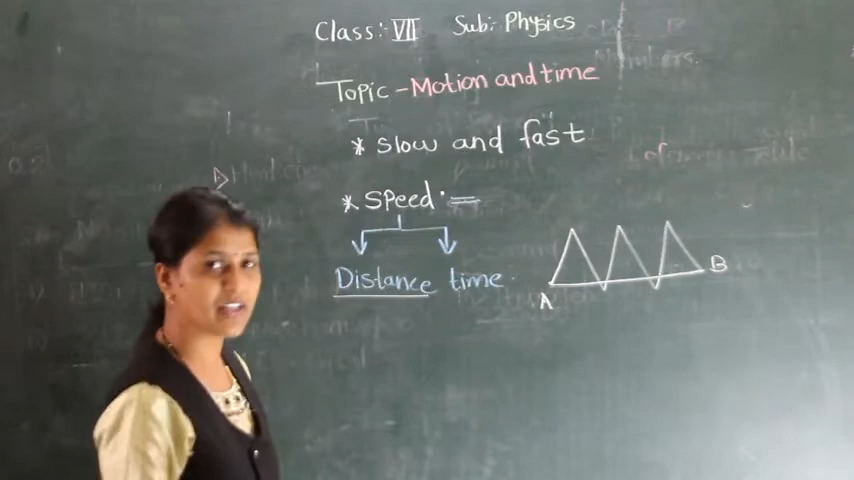 Class:- VII Sub:- Physics
Topic - Motion and time
* Slow and fast
* Speed =
Distance time
A B